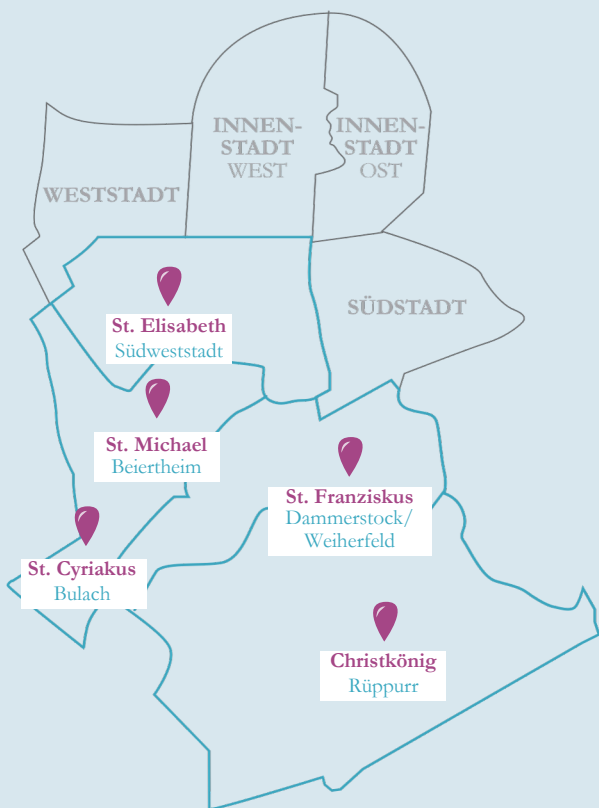 INNEN-
STADT
WEST
INNEN-
STADT
OST
WESTSTADT
SÜDSTADT
St. Elisabeth
Südweststadt
St. Michael
Beiertheim
St. Franziskus
Dammerstock/
Weiherfeld
St. Cyriakus
Bulach
Christkönig
Rüppurr